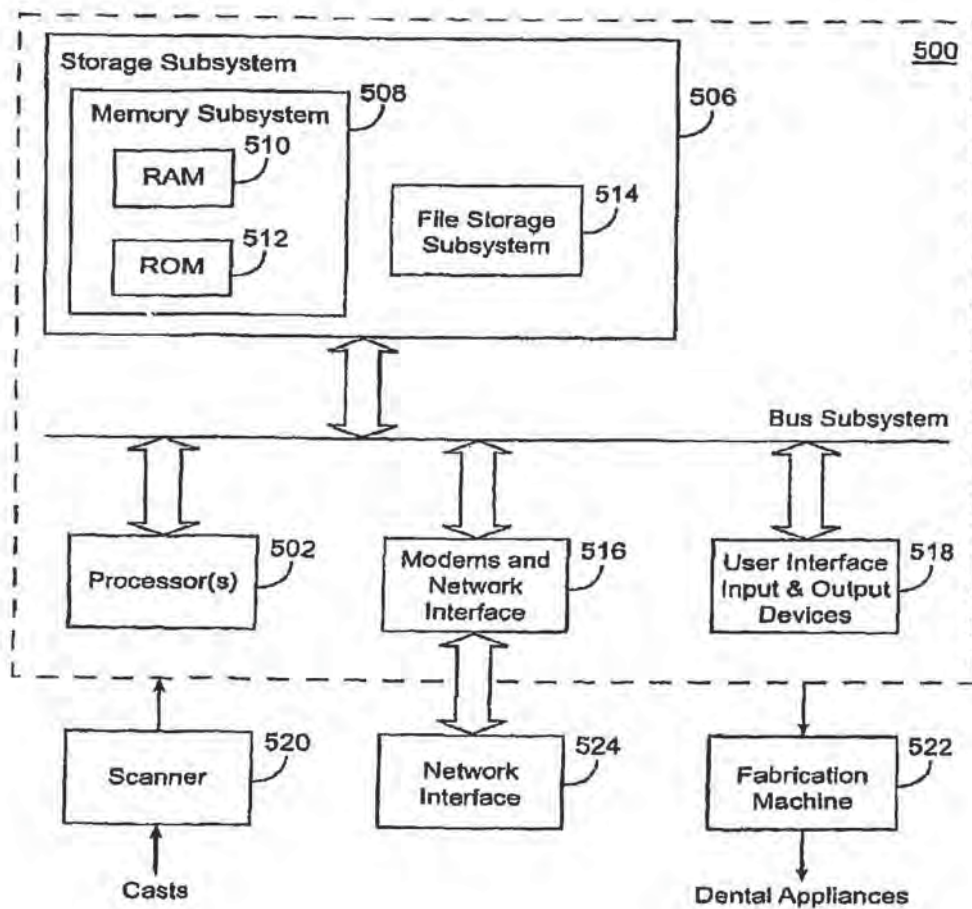 500
Storage Subsystem
508
506
Memory Subsystem
510
RAM
514
File Storage
Subsystem
512
ROM
Bus Subsystem
502
Processor(s)
516
Modems and
Network
Interface
518
User Interface
Input & Output
Devices
520
Scanner
524
Network
Interface
522
Fabrication
Machine
Casts
Dental Appliances